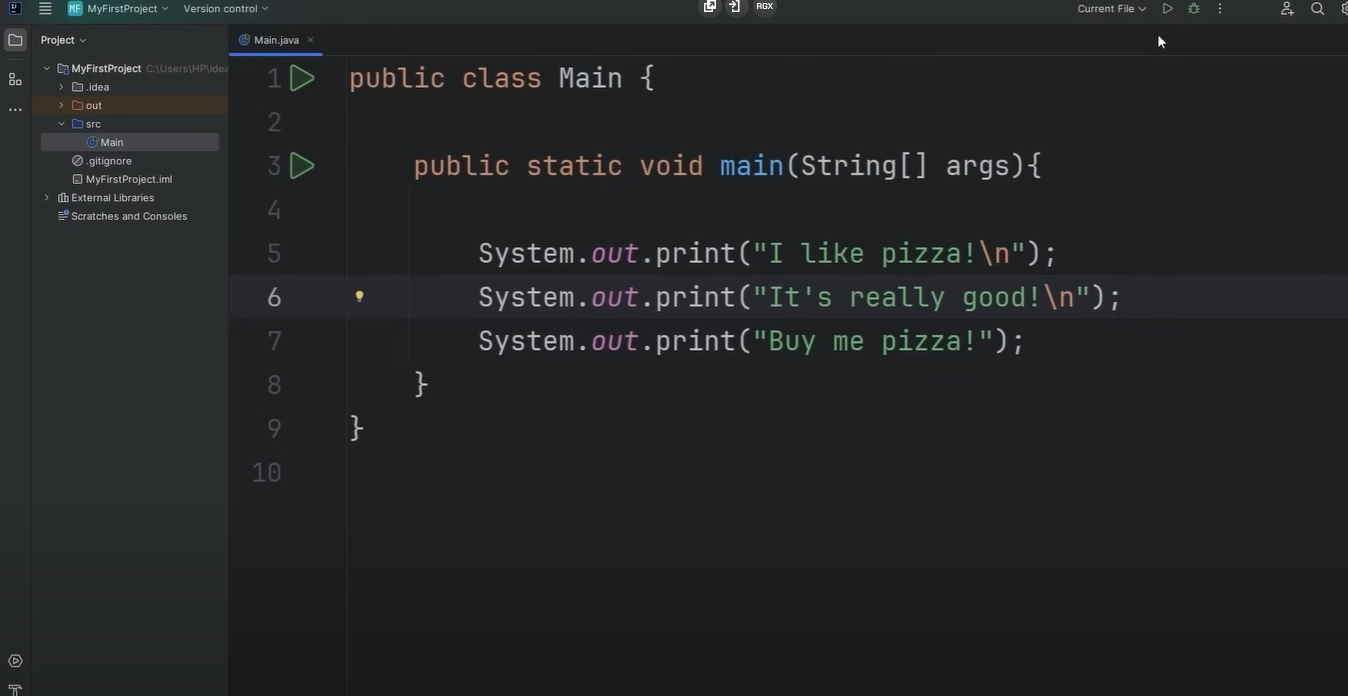 MF MyFirstProject Version control
RGX
Current File
Project
Main.java
MyFirstProject C:\Users\HP\Idea
.idea
out
src
Main
.gitignore
MyFirstProject.iml
External Libraries
Scratches and Consoles
1 public class Main {
2
3 public static void main(String[] args){
4
5 System.out.print("I like pizza!\n");
6 System.out.print("It's really good!\n");
7 System.out.print("Buy me pizza!");
8 }
9 }
10